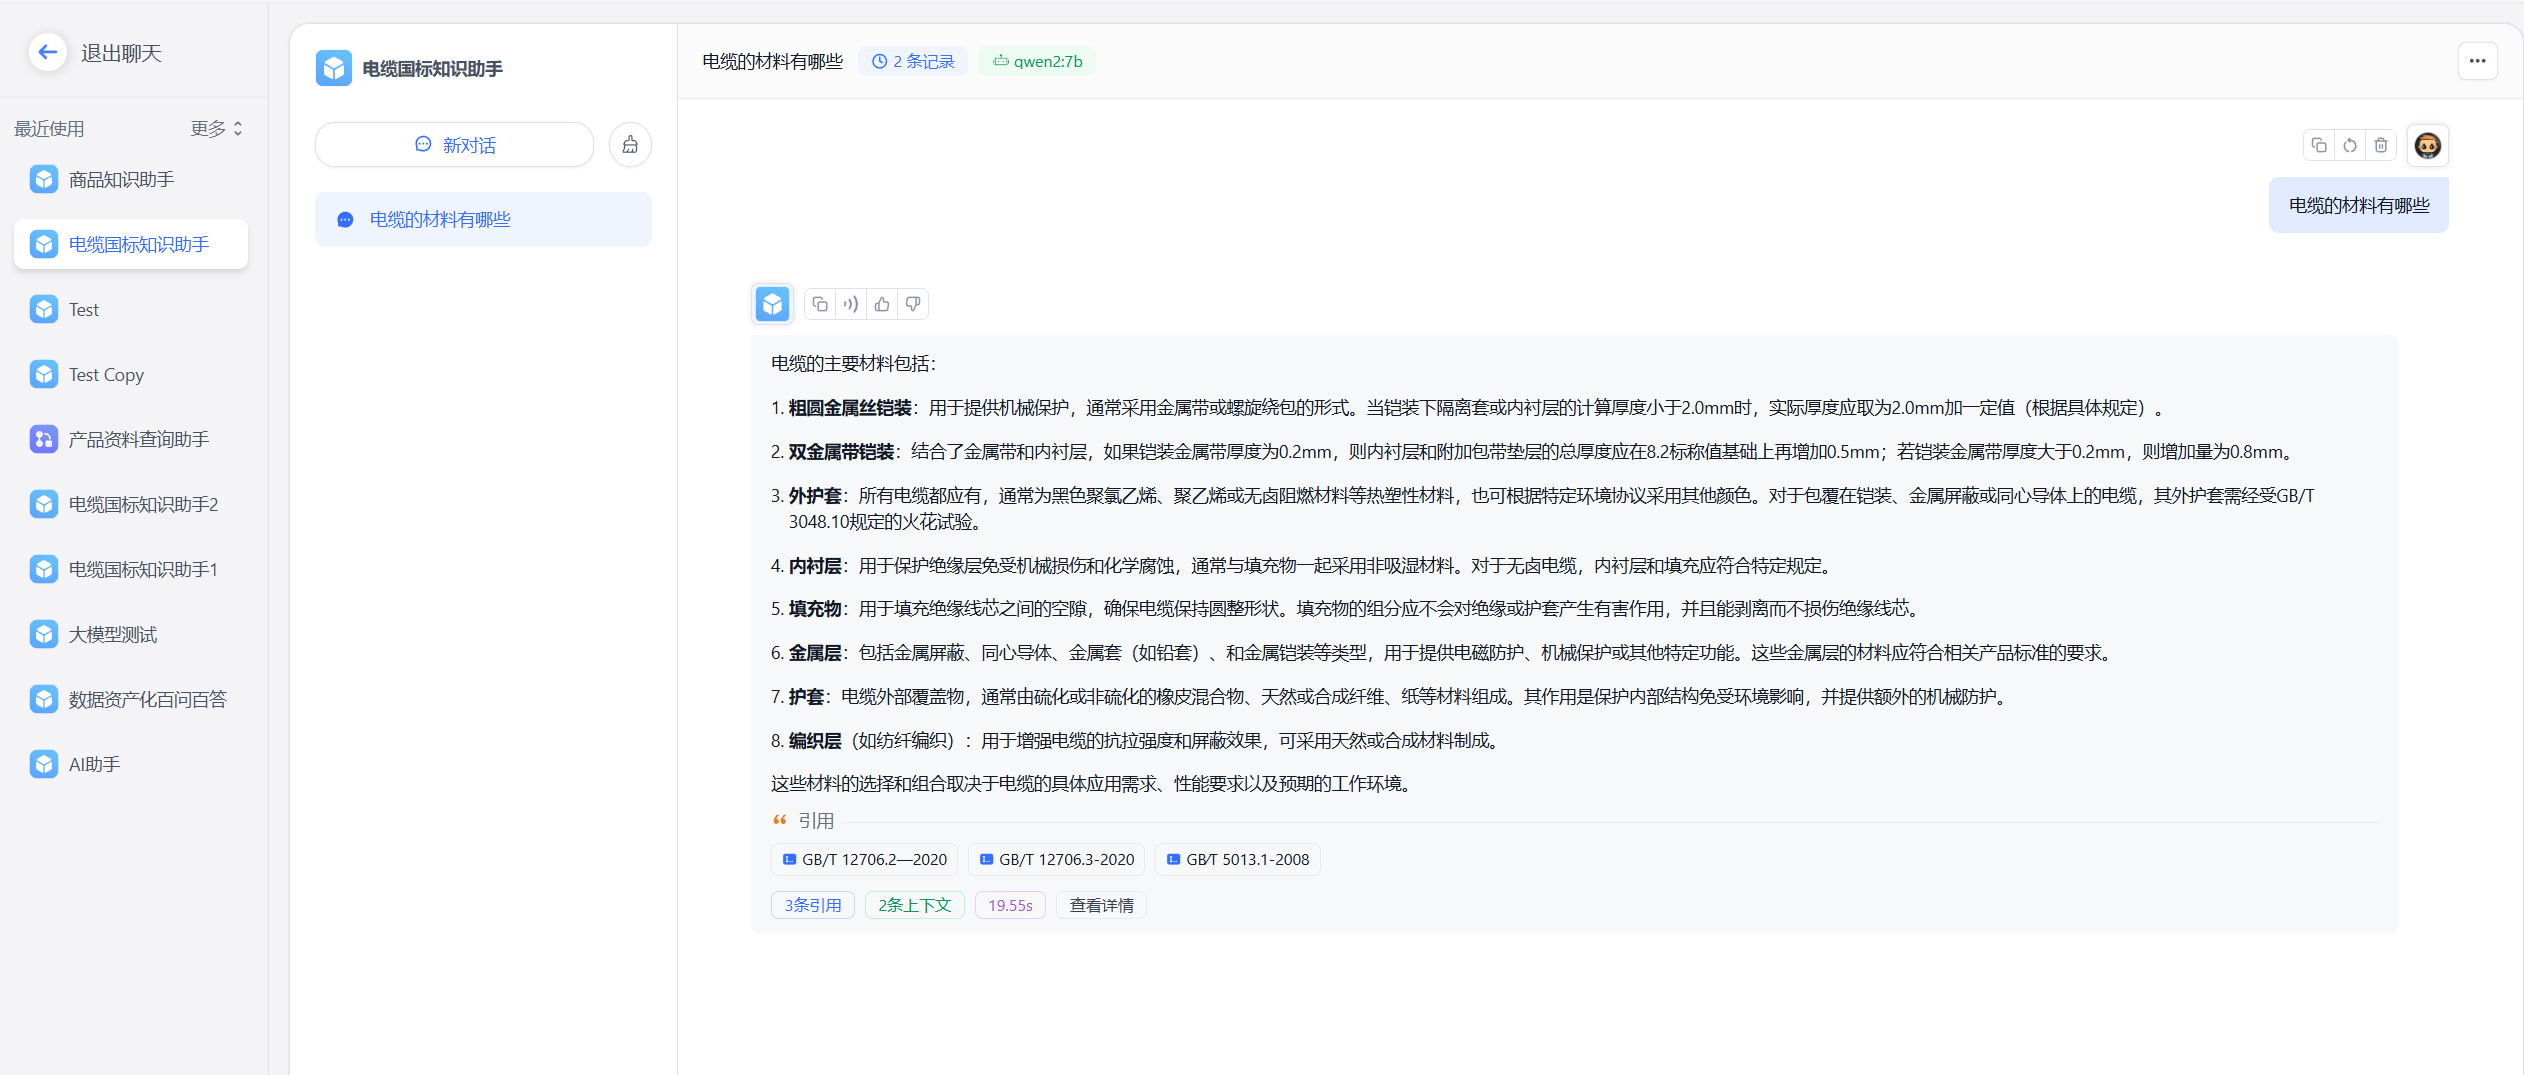 退出聊天
最近使用
更多
商品知识助手
电缆国标知识助手
Test
Test Copy
产品资料查询助手
电缆国标知识助手2
电缆国标知识助手1
大模型测试
数据资产化百问百答
AI助手
电缆国标知识助手
新对话
电缆的材料有哪些
电缆的材料有哪些
2 条记录
qwen2:7b
电缆的材料有哪些
电缆的主要材料包括：
1. 粗圆金属丝铠装：用于提供机械保护，通常采用金属带或螺旋绕包的形式。当铠装下隔离套或内衬层的计算厚度小于2.0mm时，实际厚度应取为2.0mm加一定值（根据具体规定）。
2. 双金属带铠装：结合了金属带和内衬层，如果铠装金属带厚度为0.2mm，则内衬层和附加包带垫层的总厚度应在8.2标称值基础上再增加0.5mm；若铠装金属带厚度大于0.2mm，则增加量为0.8mm。
3. 外护套：所有电缆都应有，通常为黑色聚氯乙烯、聚乙烯或无卤阻燃材料等热塑性材料，也可根据特定环境协议采用其他颜色。对于包覆在铠装、金属屏蔽或同心导体上的电缆，其外护套需经受GB/T
3048.10规定的火花试验。
4. 内衬层：用于保护绝缘层免受机械损伤和化学腐蚀，通常与填充物一起采用非吸湿材料。对于无卤电缆，内衬层和填充应符合特定规定。
5. 填充物：用于填充绝缘线芯之间的空隙，确保电缆保持圆整形状。填充物的组分应不会对绝缘或护套产生有害作用，并且能剥离而不损伤绝缘线芯。
6. 金属层：包括金属屏蔽、同心导体、金属套（如铅套）、和金属铠装等类型，用于提供电磁防护、机械保护或其他特定功能。这些金属层的材料应符合相关产品标准的要求。
7. 护套：电缆外部覆盖物，通常由硫化或非硫化的橡皮混合物、天然或合成纤维、纸等材料组成。其作用是保护内部结构免受环境影响，并提供额外的机械防护。
8. 编织层（如纺纤编织）：用于增强电缆的抗拉强度和屏蔽效果，可采用天然或合成材料制成。
这些材料的选择和组合取决于电缆的具体应用需求、性能要求以及预期的工作环境。
引用
GB/T 12706.2—2020
GB/T 12706.3-2020
GB∕T 5013.1-2008
3条引用
2条上下文
19.55s
查看详情